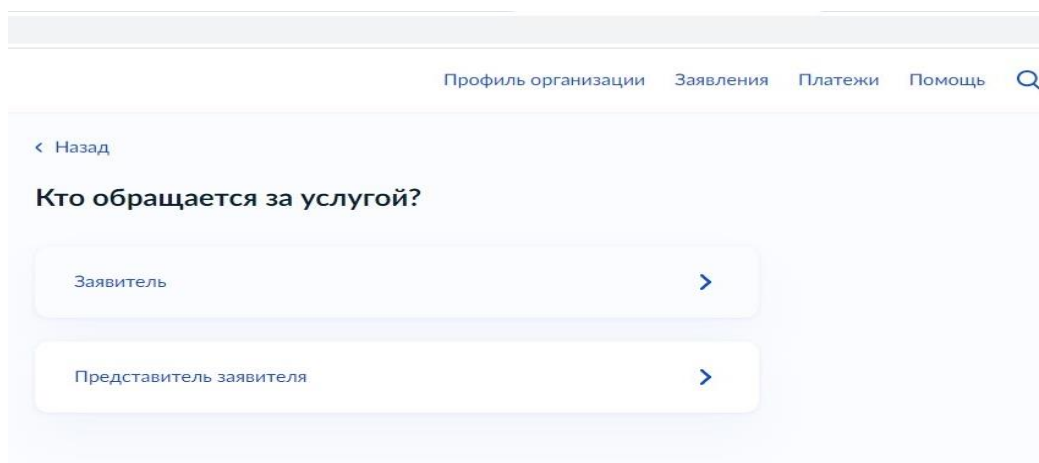 Профиль организации Заявления Платежи Помощь
Назад
Кто обращается за услугой?
Заявитель
Представитель заявителя